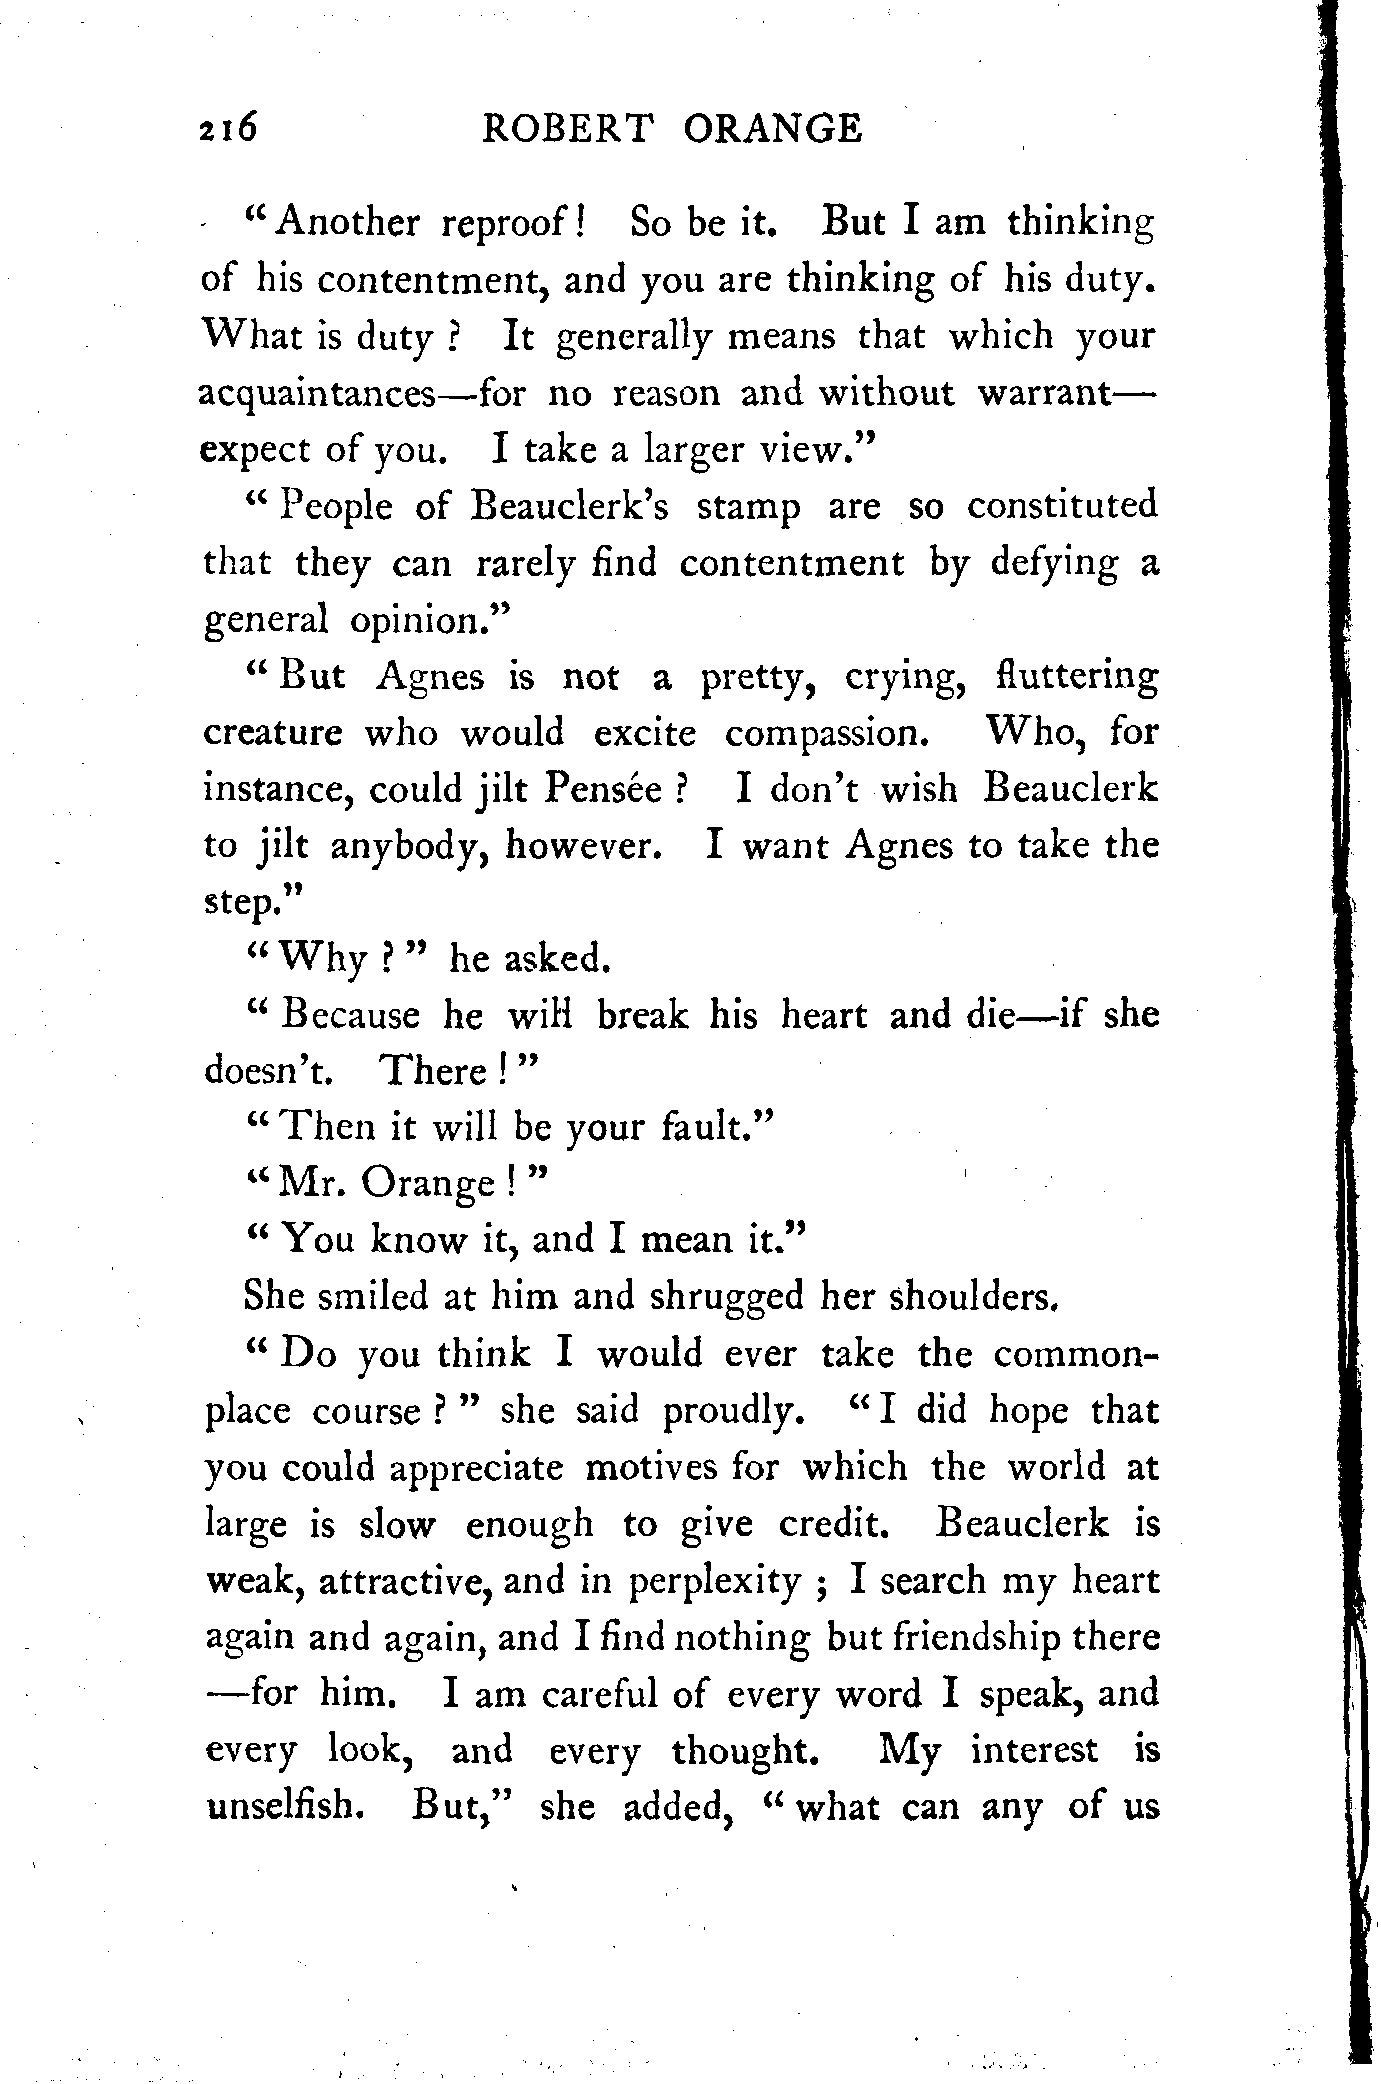 216 ROBERT ORANGE
“Another reproof! So be it. But I am thinking
of his contentment, and you are thinking of his duty.
What is duty? It generally means that which your
acquaintances—for no reason and without warrant—
expect of you. I take a larger view.”
“People of Beauclerk’s stamp are so constituted
that they can rarely find contentment by defying a
general opinion.”
“But Agnes is not a pretty, crying, fluttering
creature who would excite compassion. Who, for
instance, could jilt Pensée? I don’t wish Beauclerk
to jilt anybody, however. I want Agnes to take the
step.”
“Why?” he asked.
“Because he will break his heart and die—if she
doesn’t. There!”
“Then it will be your fault.”
“Mr. Orange!”
“You know it, and I mean it.”
She smiled at him and shrugged her shoulders.
“Do you think I would ever take the common-
place course?” she said proudly. “I did hope that
you could appreciate motives for which the world at
large is slow enough to give credit. Beauclerk is
weak, attractive, and in perplexity; I search my heart
again and again, and I find nothing but friendship there
—for him. I am careful of every word I speak, and
every look, and every thought. My interest is
unselfish. But,” she added, “what can any of us